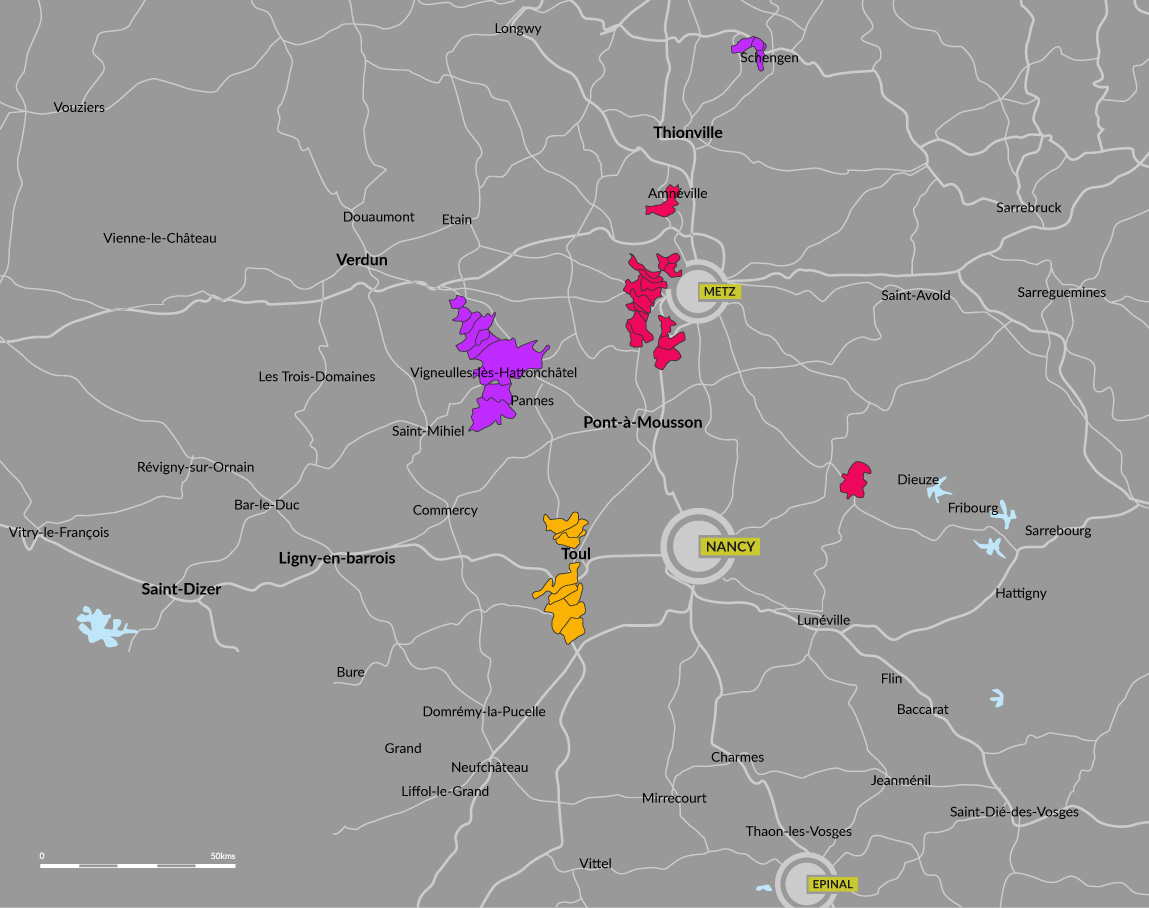 Longwy
Schengen
Vouziers
Thionville
Amnéville
Sarrebruck
Douaumont
Etain
Vienne-le-Château
Verdun
METZ
Saint-Avold
Sarreguemines
Les Trois-Domaines
Vigneulles-lès-Hattonchâtel
Pannes
Pont-à-Mousson
Saint-Mihiel
Révigny-sur-Ornain
Dieuze
Bar-le-Duc
Commercy
Fribourg
Vitry-le-François
Sarrebourg
NANCY
Toul
Ligny-en-barrois
Saint-Dizer
Hattigny
Lunéville
Bure
Flin
Baccarat
Domrémy-la-Pucelle
Grand
Charmes
Neufchâteau
Jeanménil
Liffol-le-Grand
Mirrecourt
Saint-Dié-des-Vosges
Thaon-les-Vosges
0 50kms
Vittel
EPINAL